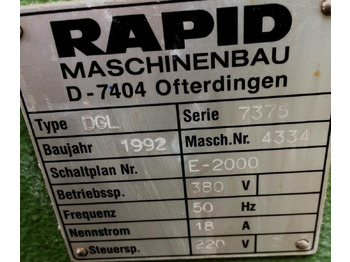 RAPID
MASCHINENBAU
D-7404 Ofterdingen
Type DGL Serie 7375
Baujahr 1992 Masch.Nr. 4334
Schaltplan Nr. E-2000
Betriebssp. 380 V
Frequenz 50 Hz
Nennstrom 18 A
Steuersp. 220 V